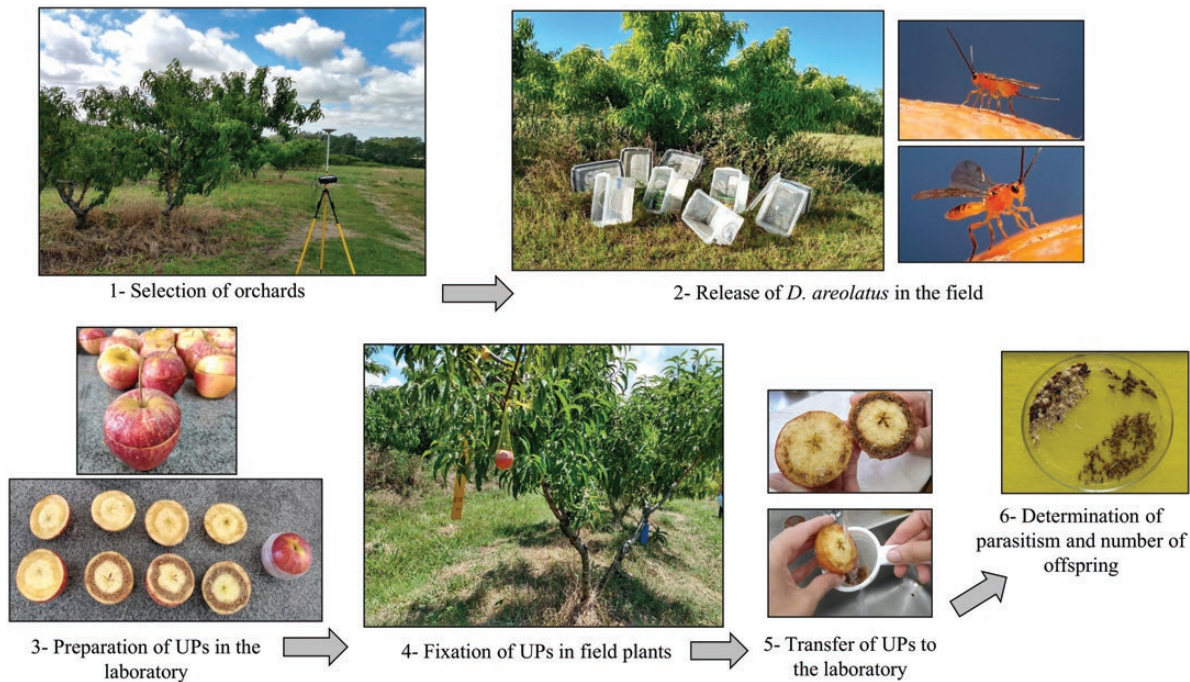 1- Selection of orchards
2- Release of D. areolatus in the field
3- Preparation of UPs in the
laboratory
4- Fixation of UPs in field plants
5- Transfer of UPs to
the laboratory
6- Determination of
parasitism and number of
offspring